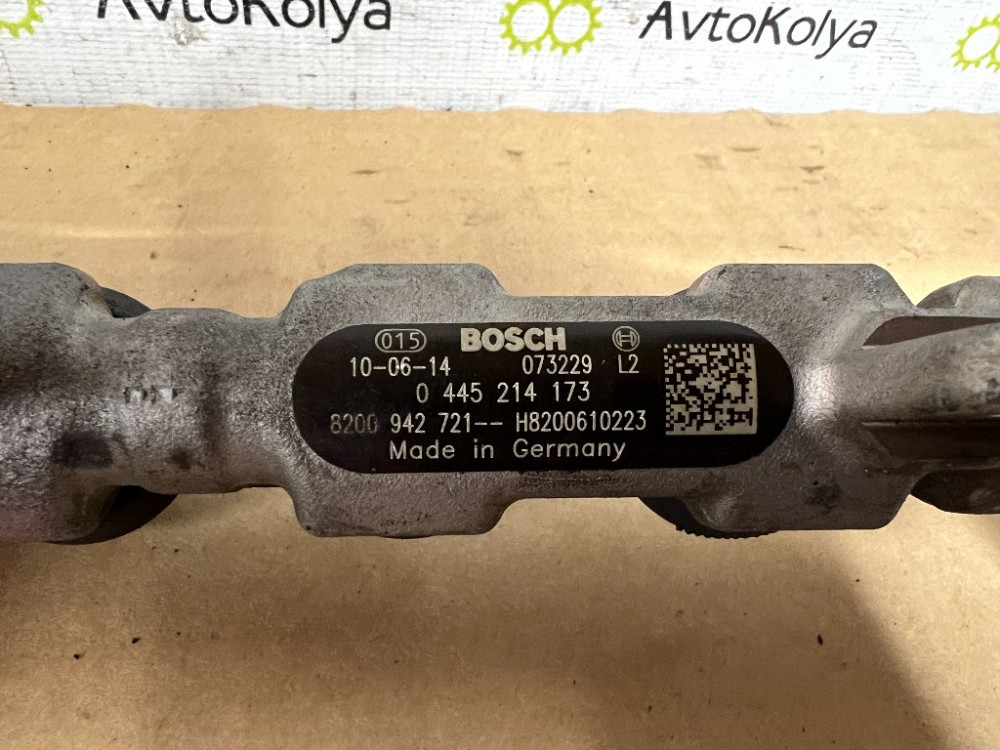 AvtoKolya
AvtoKolya
015 BOSCH
10-06-14 073229 L2
0 445 214 173
8200 942 721-- H8200610223
Made in Germany